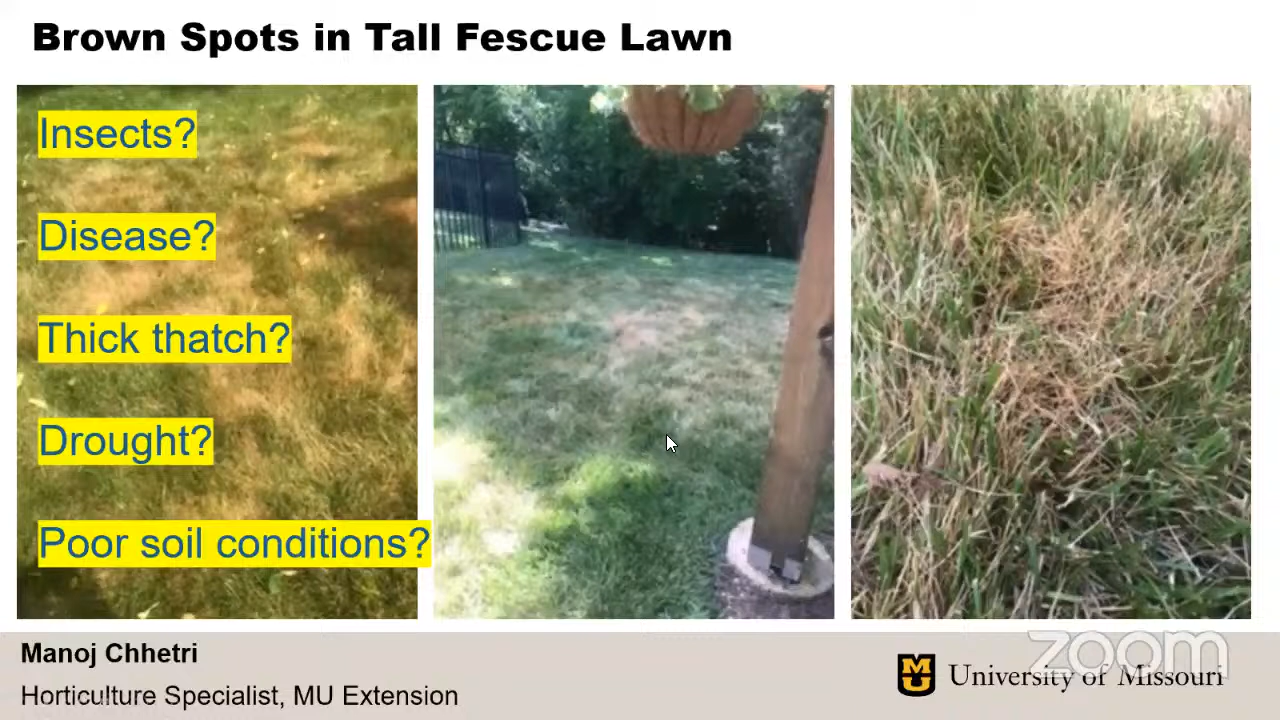 Brown Spots in Tall Fescue Lawn
Insects?
Disease?
Thick thatch?
Drought?
Poor soil conditions?
Manoj Chhetri
Horticulture Specialist, MU Extension
MU
University of Missouri
zoom